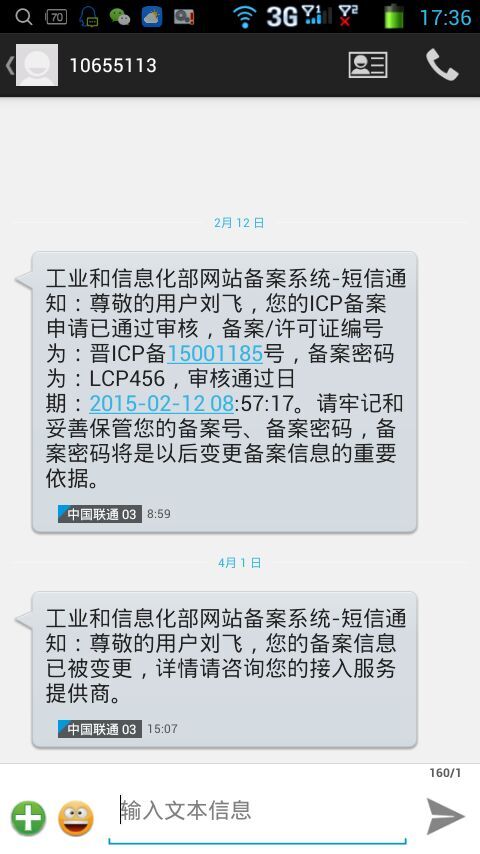 70
3G
17:36
10655113
2月 12 日
工业和信息化部网站备案系统-短信通
知：尊敬的用户刘飞，您的ICP备案
申请已通过审核，备案/许可证编号
为：晋ICP备15001185号，备案密码
为：LCP456，审核通过日
期：2015-02-12 08:57:17。请牢记和
妥善保管您的备案号、备案密码，备
案密码将是以后变更备案信息的重要
依据。
中国联通 03 8:59
4月 1 日
工业和信息化部网站备案系统-短信通
知：尊敬的用户刘飞，您的备案信息
已被变更，详情请咨询您的接入服务
提供商。
中国联通 03 15:07
160/1
输入文本信息